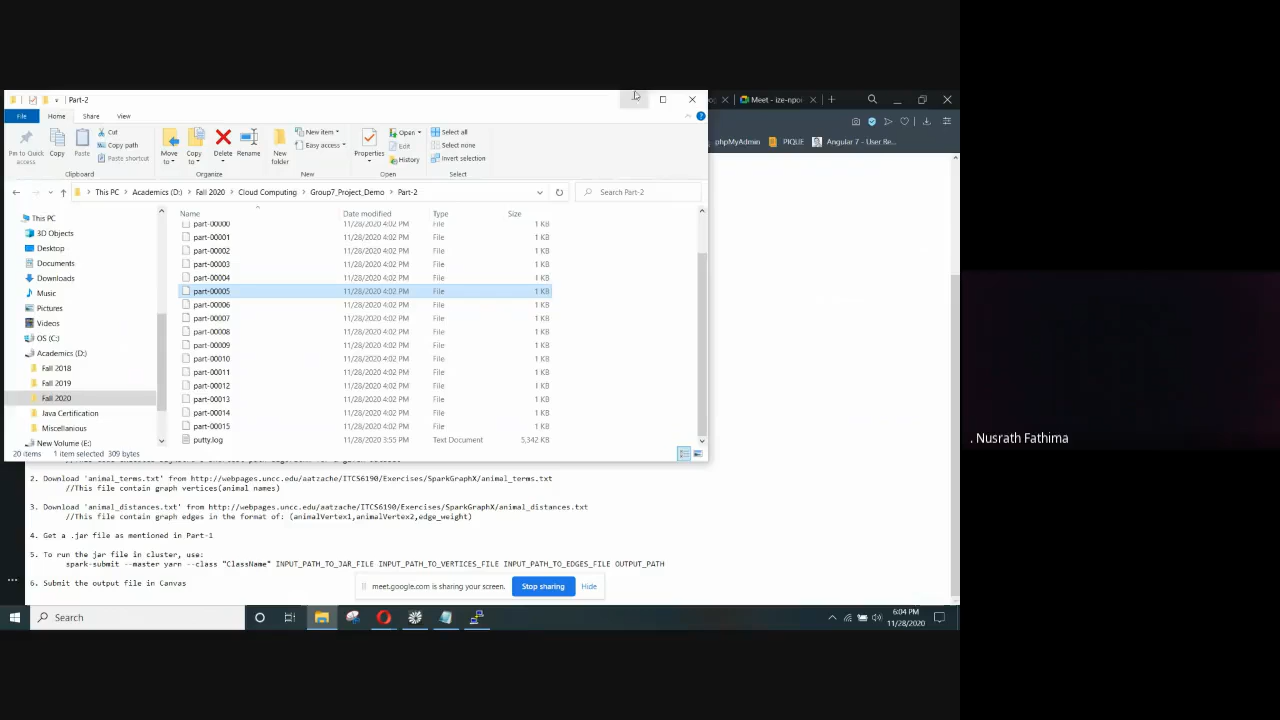 Part-2
Meet - ize-npo
File Home Share View
phpMyAdmin PIQUE Angular 7 - User Re...
Pin to Quick access
Copy
Paste
Cut
Copy path
Paste shortcut
Move to
Copy to
Delete
Rename
New folder
New item
Easy access
Properties
Open
Edit
History
Select all
Select none
Invert selection
Clipboard Organize New Open Select
This PC Academics (D:) Fall 2020 Cloud Computing Group7_Project_Demo Part-2
Search Part-2
This PC
3D Objects
Desktop
Documents
Downloads
Music
Pictures
Videos
OS (C:)
Academics (D:)
Fall 2018
Fall 2019
Fall 2020
Java Certification
Miscellanious
New Volume (E:)
Name Date modified Type Size
part-00000 11/28/2020 4:02 PM File 1 KB
part-00001 11/28/2020 4:02 PM File 1 KB
part-00002 11/28/2020 4:02 PM File 1 KB
part-00003 11/28/2020 4:02 PM File 1 KB
part-00004 11/28/2020 4:02 PM File 1 KB
part-00005 11/28/2020 4:02 PM File 1 KB
part-00006 11/28/2020 4:02 PM File 1 KB
part-00007 11/28/2020 4:02 PM File 1 KB
part-00008 11/28/2020 4:02 PM File 1 KB
part-00009 11/28/2020 4:02 PM File 1 KB
part-00010 11/28/2020 4:02 PM File 1 KB
part-00011 11/28/2020 4:02 PM File 1 KB
part-00012 11/28/2020 4:02 PM File 1 KB
part-00013 11/28/2020 4:02 PM File 1 KB
part-00014 11/28/2020 4:02 PM File 1 KB
part-00015 11/28/2020 4:02 PM File 1 KB
putty.log 11/28/2020 3:55 PM Text Document 5,342 KB
20 items 1 item selected 309 bytes
2. Download 'animal_terms.txt' from http://webpages.uncc.edu/aatzache/ITCS6190/Exercises/SparkGraphX/animal_terms.txt
//This file contain graph vertices(animal names)
3. Download 'animal_distances.txt' from http://webpages.uncc.edu/aatzache/ITCS6190/Exercises/SparkGraphX/animal_distances.txt
//This file contain graph edges in the format of: (animalVertex1,animalVertex2,edge_weight)
4. Get a .jar file as mentioned in Part-1
5. To run the jar file in cluster, use:
spark-submit --master yarn --class "ClassName" INPUT_PATH_TO_JAR_FILE INPUT_PATH_TO_VERTICES_FILE INPUT_PATH_TO_EDGES_FILE OUTPUT_PATH
6. Submit the output file in Canvas
meet.google.com is sharing your screen. Stop sharing Hide
Search
6:04 PM
11/28/2020
. Nusrath Fathima